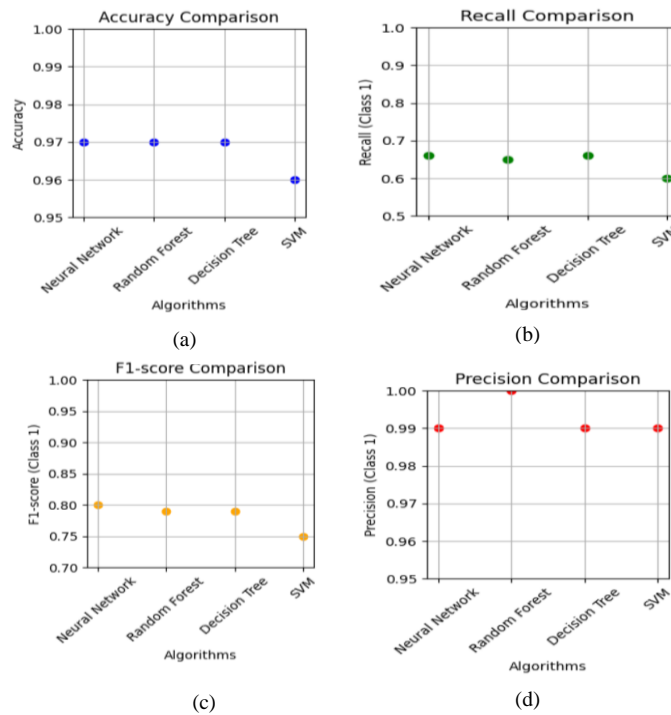 Accuracy Comparison
1.00
0.99
0.98
0.97
0.96
0.95
Accuracy
Neural Network
Random Forest
Decision Tree
SVM
Algorithms
(a)
Recall Comparison
1.0
0.9
0.8
0.7
0.6
0.5
Recall (Class 1)
Neural Network
Random Forest
Decision Tree
SVM
Algorithms
(b)
F1-score Comparison
1.00
0.95
0.90
0.85
0.80
0.75
0.70
F1-score (Class 1)
Neural Network
Random Forest
Decision Tree
SVM
Algorithms
(c)
Precision Comparison
1.00
0.99
0.98
0.97
0.96
0.95
Precision (Class 1)
Neural Network
Random Forest
Decision Tree
SVM
Algorithms
(d)